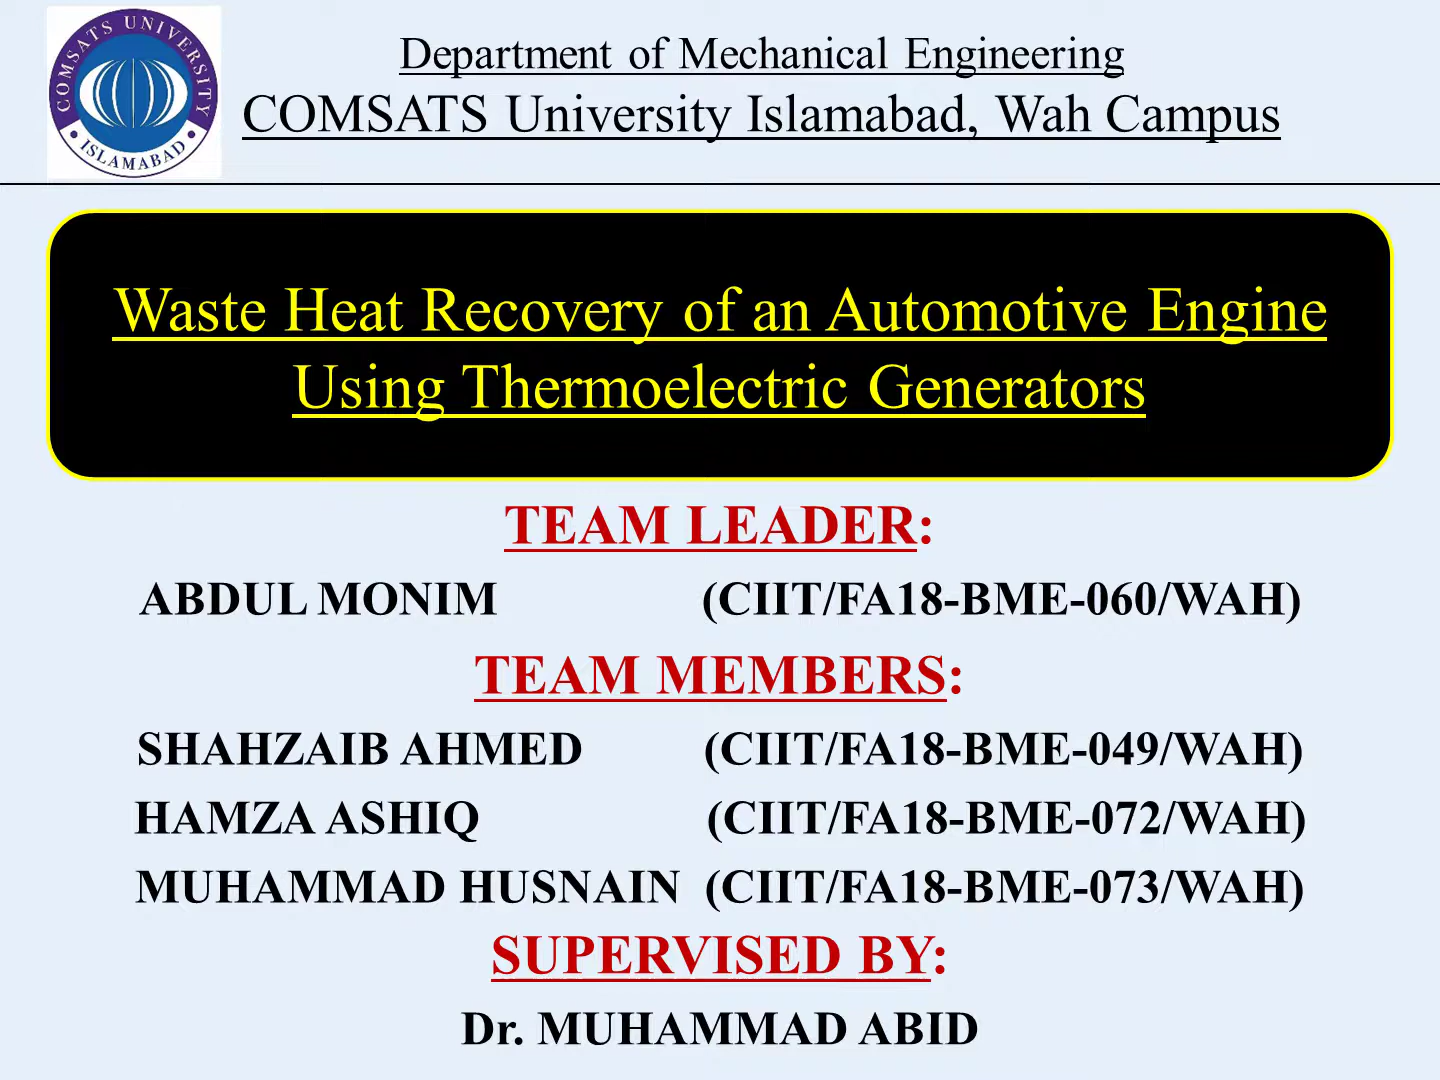 COMSATS UNIVERSITY
ISLAMABAD
Department of Mechanical Engineering
COMSATS University Islamabad, Wah Campus
Waste Heat Recovery of an Automotive Engine
Using Thermoelectric Generators
TEAM LEADER:
ABDUL MONIM (CIIT/FA18-BME-060/WAH)
TEAM MEMBERS:
SHAHZAIB AHMED (CIIT/FA18-BME-049/WAH)
HAMZA ASHIQ (CIIT/FA18-BME-072/WAH)
MUHAMMAD HUSNAIN (CIIT/FA18-BME-073/WAH)
SUPERVISED BY:
Dr. MUHAMMAD ABID